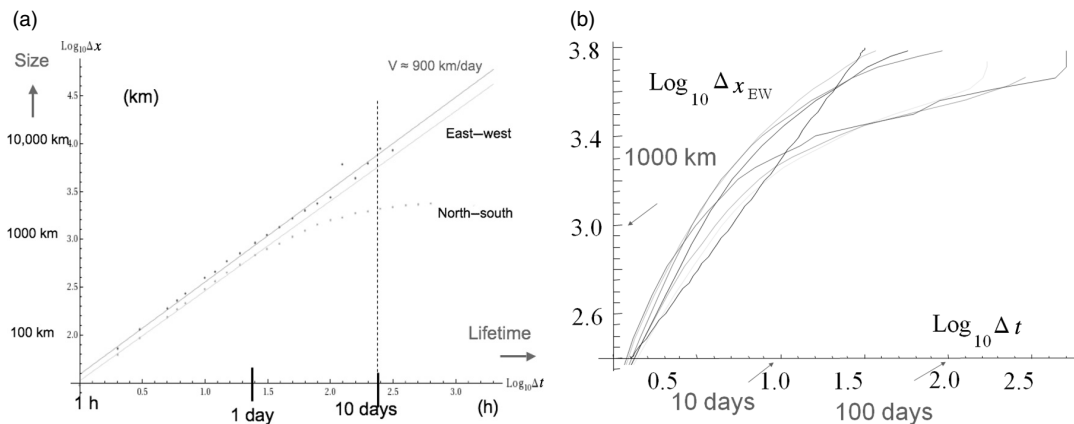 (a)
Log10Δx
Size
(km)
V ≈ 900 km/day
4.5
10,000 km
4.0
East–west
3.5
North–south
1000 km
3.0
2.5
100 km
2.0
Lifetime
0.5
1.0
1.5
2.0
2.5
3.0
Log10Δt
1 h
1 day
10 days
(h)
(b)
3.8
Log10 Δ xEW
3.4
1000 km
3.0
2.6
Log10 Δ t
0.5
1.0
1.5
2.0
2.5
10 days
100 days